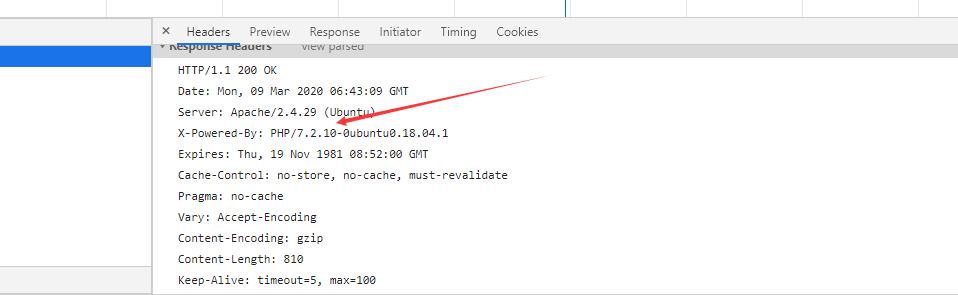 × Headers Preview Response Initiator Timing Cookies
▼ Response Headers view parsed
HTTP/1.1 200 OK
Date: Mon, 09 Mar 2020 06:43:09 GMT
Server: Apache/2.4.29 (Ubuntu)
X-Powered-By: PHP/7.2.10-0ubuntu0.18.04.1
Expires: Thu, 19 Nov 1981 08:52:00 GMT
Cache-Control: no-store, no-cache, must-revalidate
Pragma: no-cache
Vary: Accept-Encoding
Content-Encoding: gzip
Content-Length: 810
Keep-Alive: timeout=5, max=100